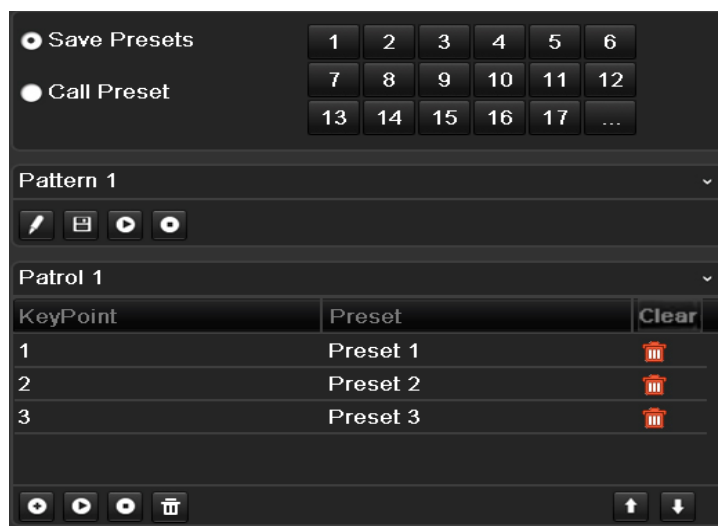 Save Presets
1 2 3 4 5 6
Call Preset
7 8 9 10 11 12
13 14 15 16 17 ...
Pattern 1
Patrol 1
KeyPoint Preset Clear
1 Preset 1
2 Preset 2
3 Preset 3